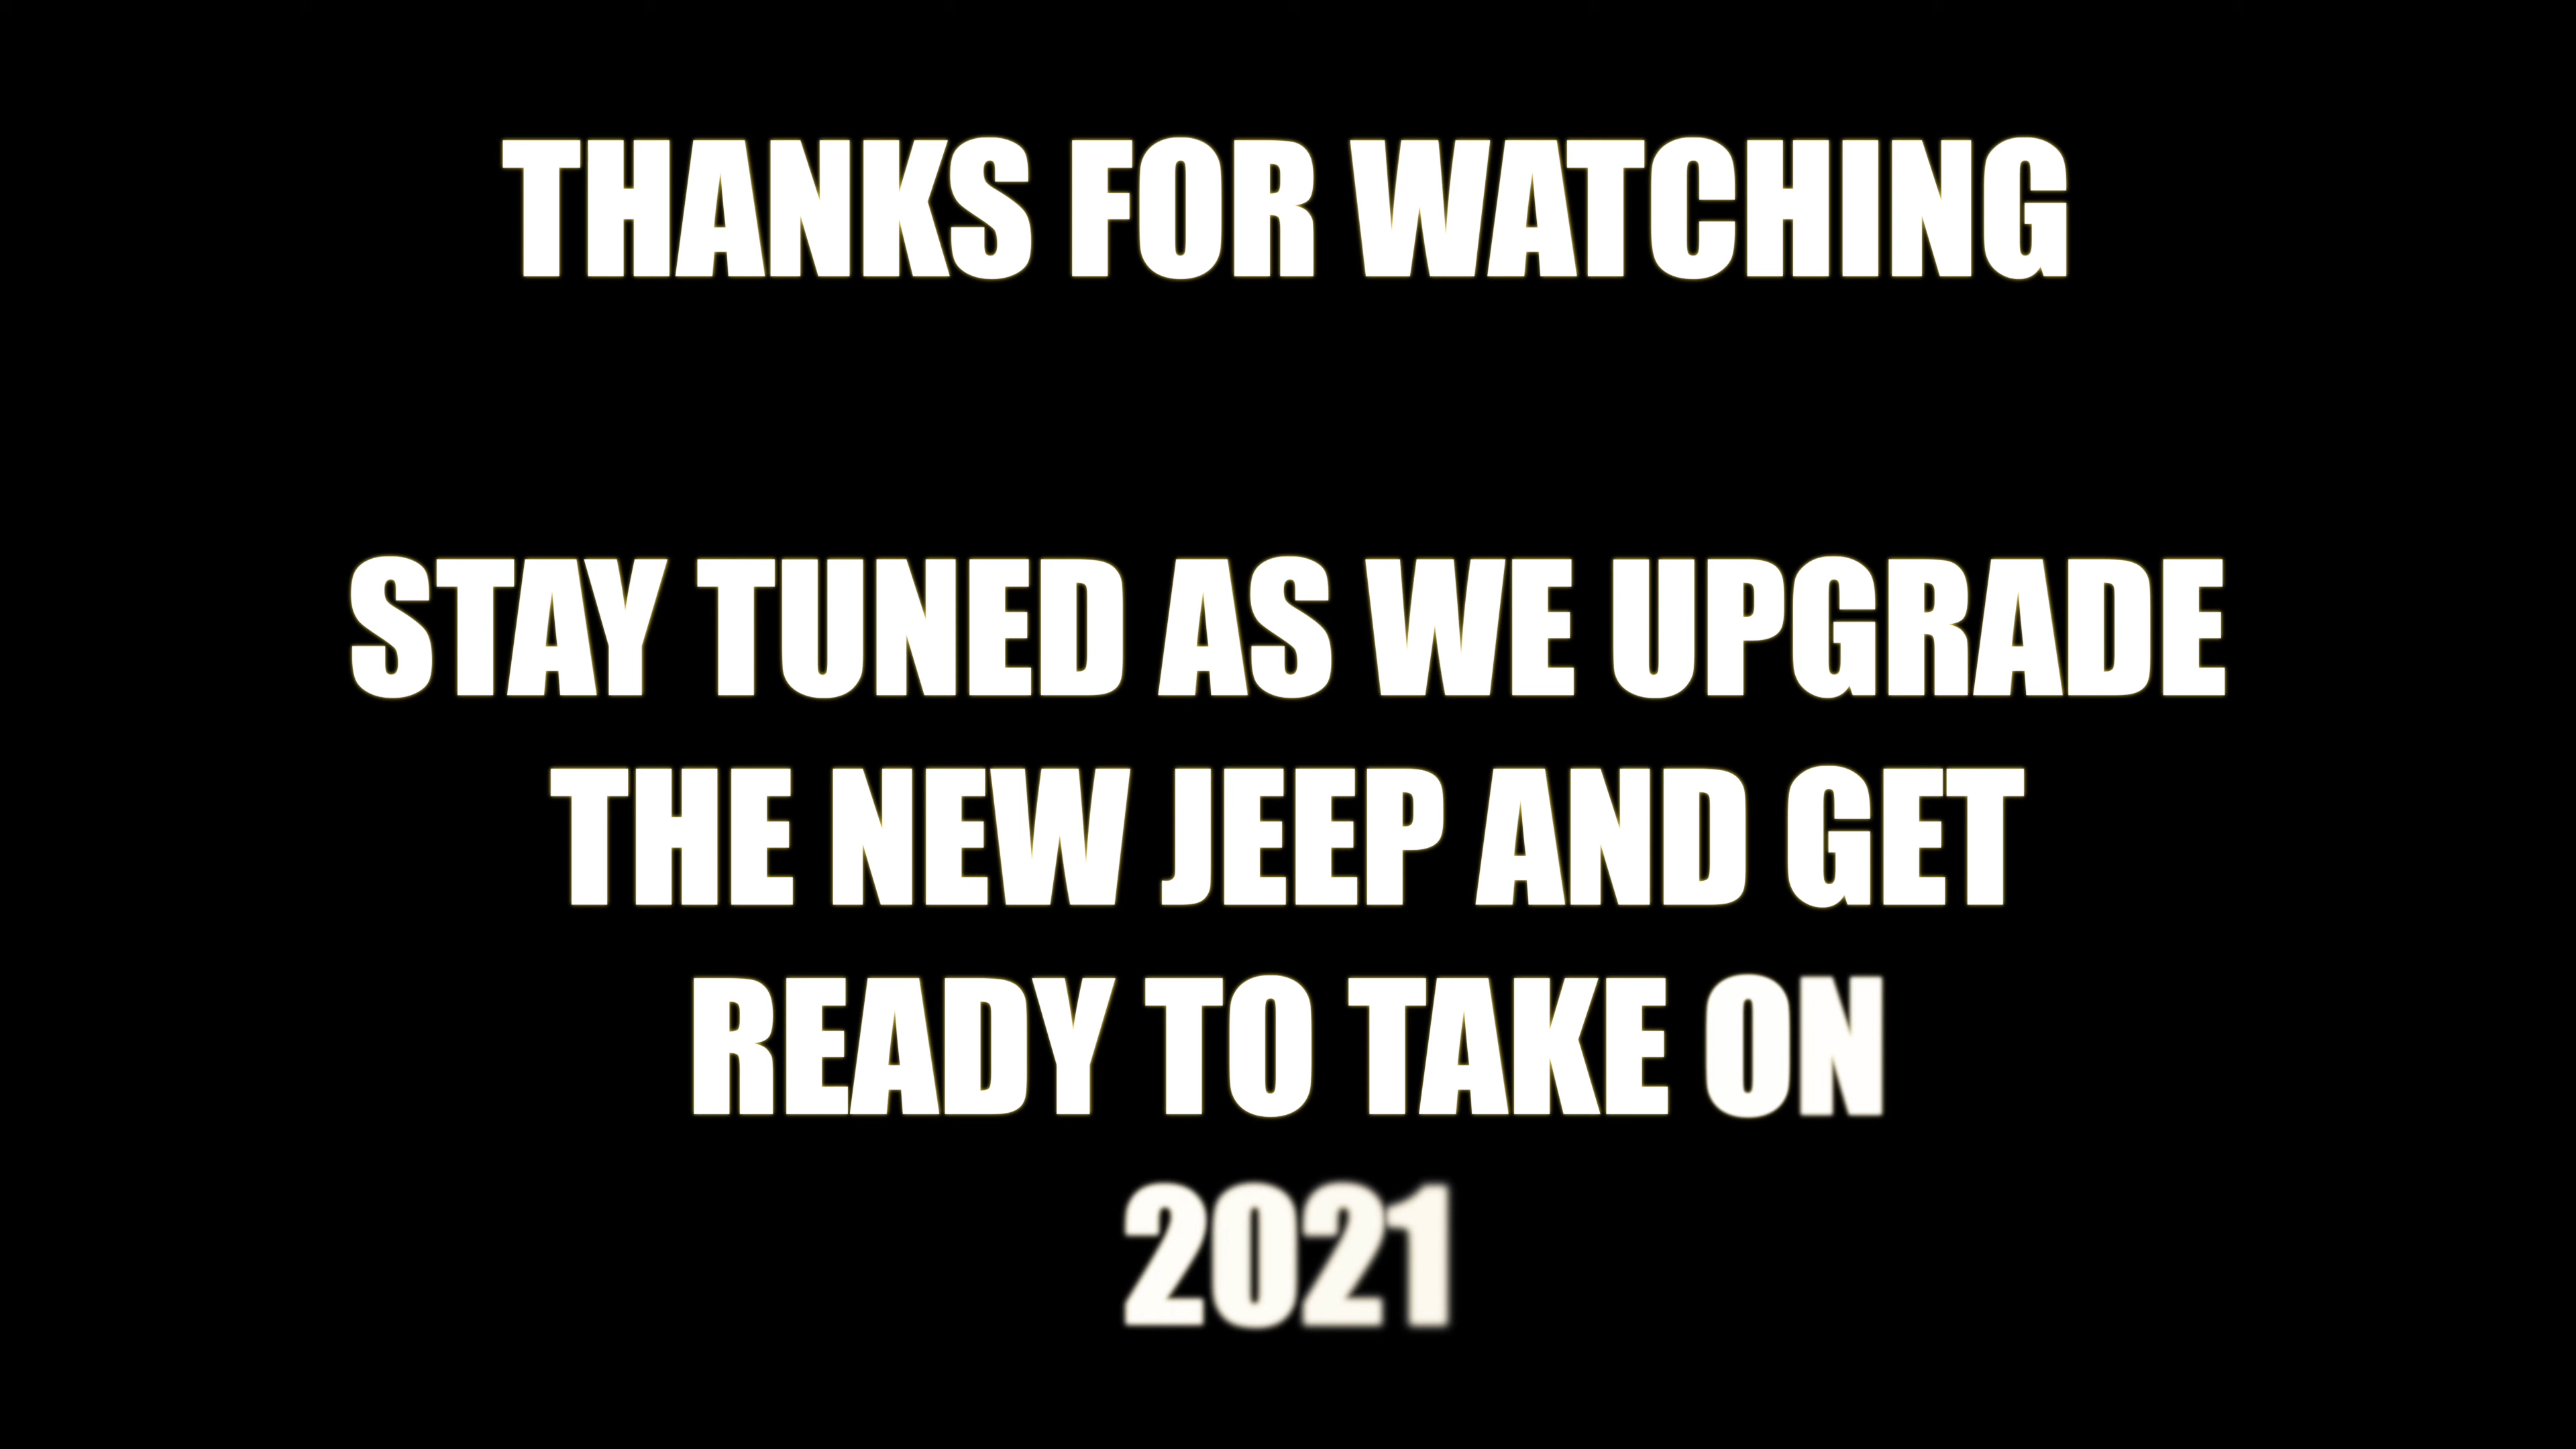 THANKS FOR WATCHING
STAY TUNED AS WE UPGRADE
THE NEW JEEP AND GET
READY TO TAKE ON
2021